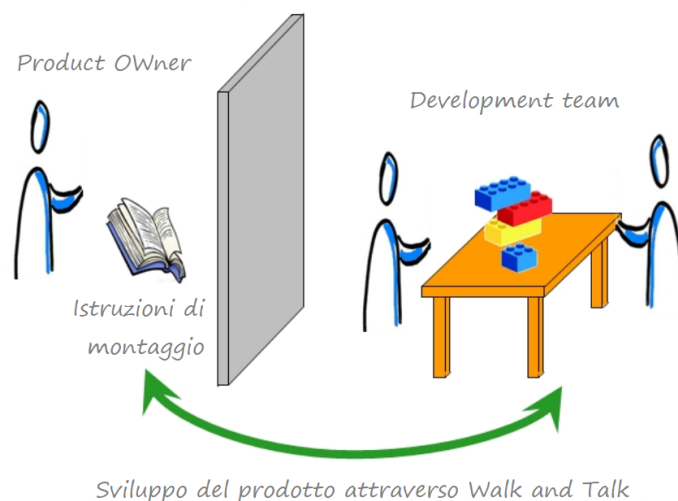 Product OWner
Development team
Istruzioni di
montaggio
Sviluppo del prodotto attraverso Walk and Talk